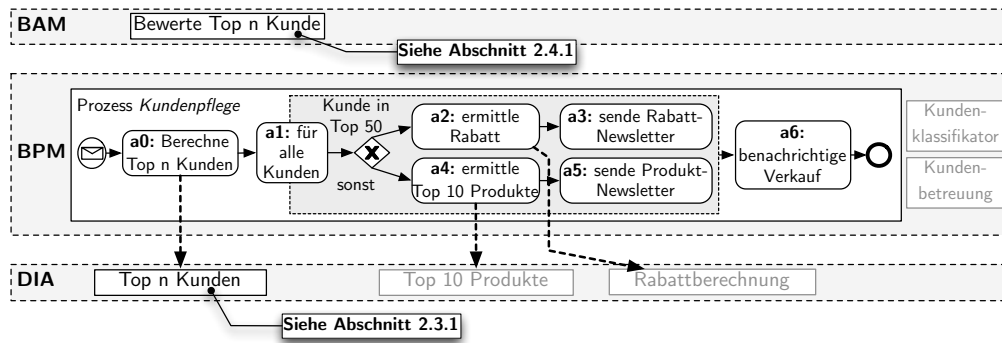 BAM
Bewerte Top n Kunde
Siehe Abschnitt 2.4.1
BPM
Prozess Kundenpflege
a0: Berechne
Top n Kunden
a1: für
alle
Kunden
Kunde in
Top 50
sonst
a2: ermittle
Rabatt
a3: sende Rabatt-
Newsletter
a4: ermittle
Top 10 Produkte
a5: sende Produkt-
Newsletter
a6:
benachrichtige
Verkauf
Kunden-
klassifikator
Kunden-
betreuung
DIA
Top n Kunden
Top 10 Produkte
Rabattberechnung
Siehe Abschnitt 2.3.1